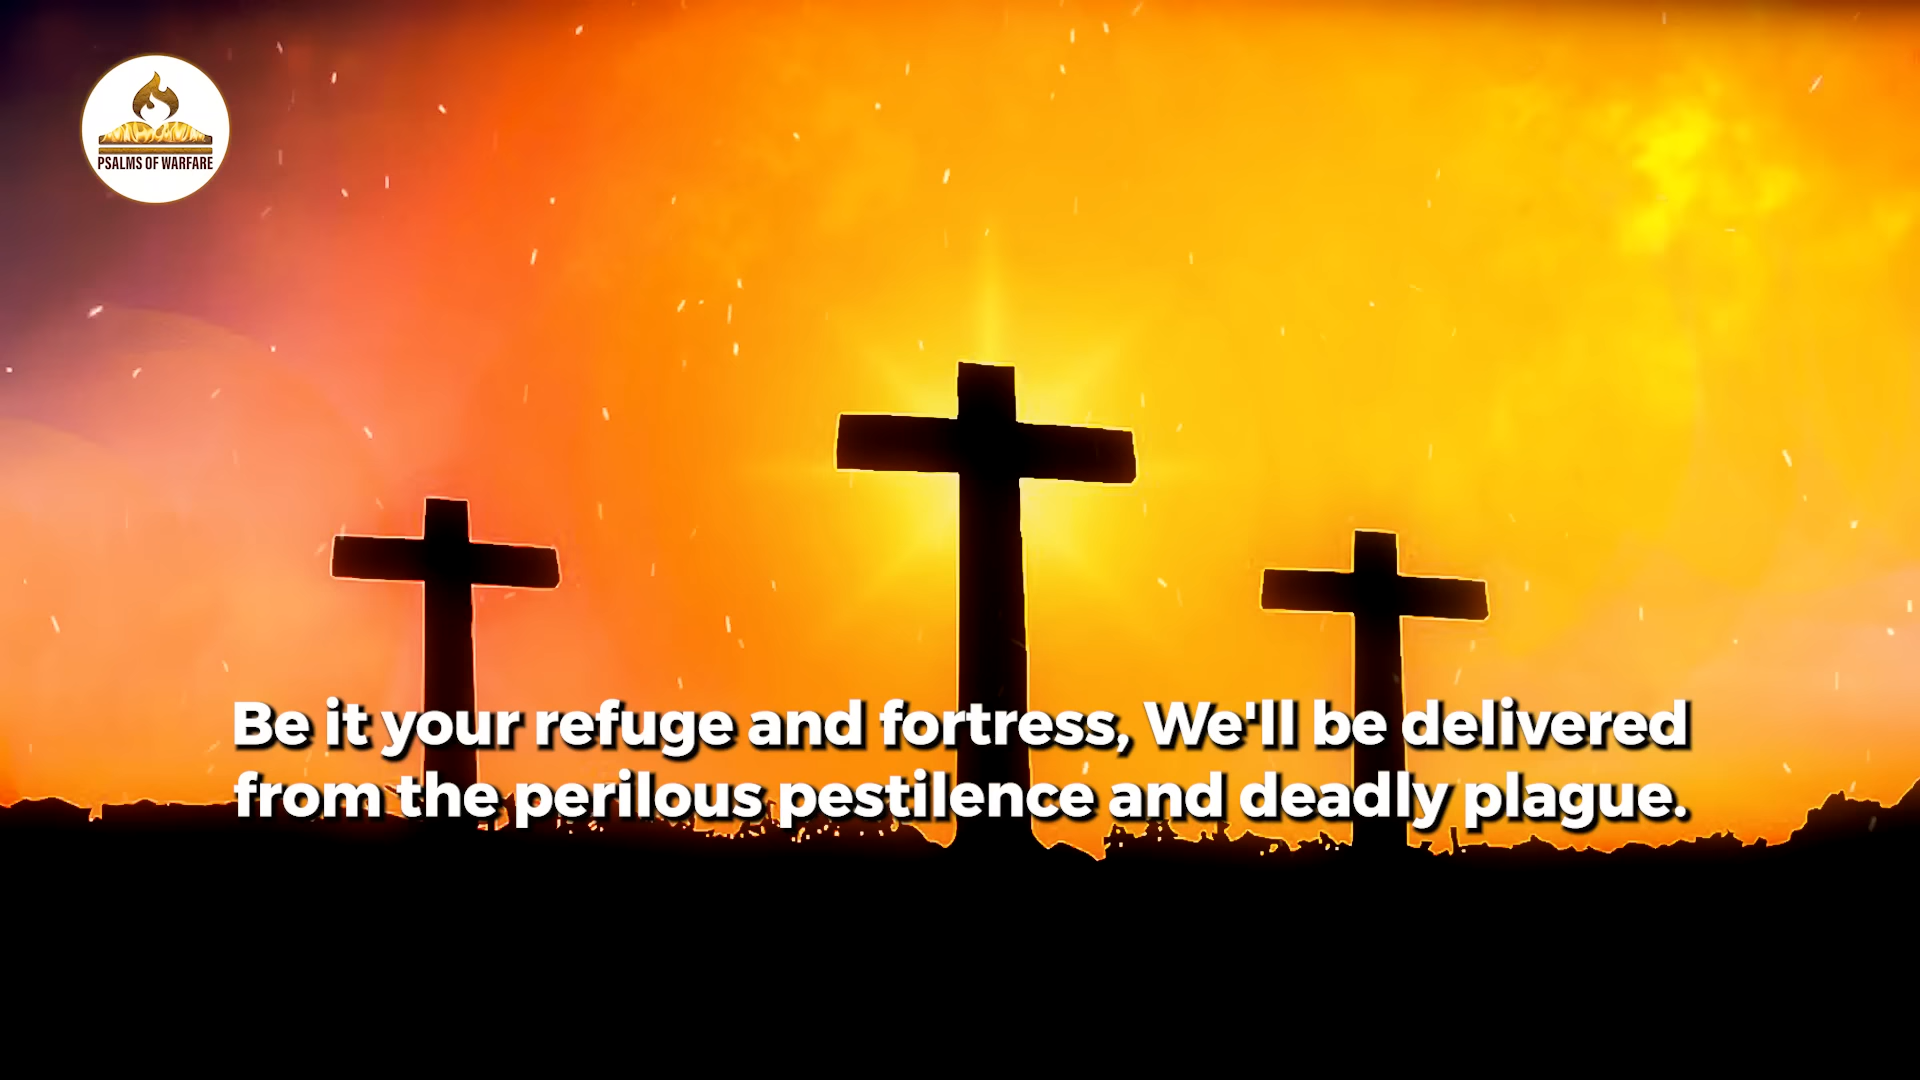 PSALMS OF WARFARE
Be it your refuge and fortress, We'll be delivered
from the perilous pestilence and deadly plague.